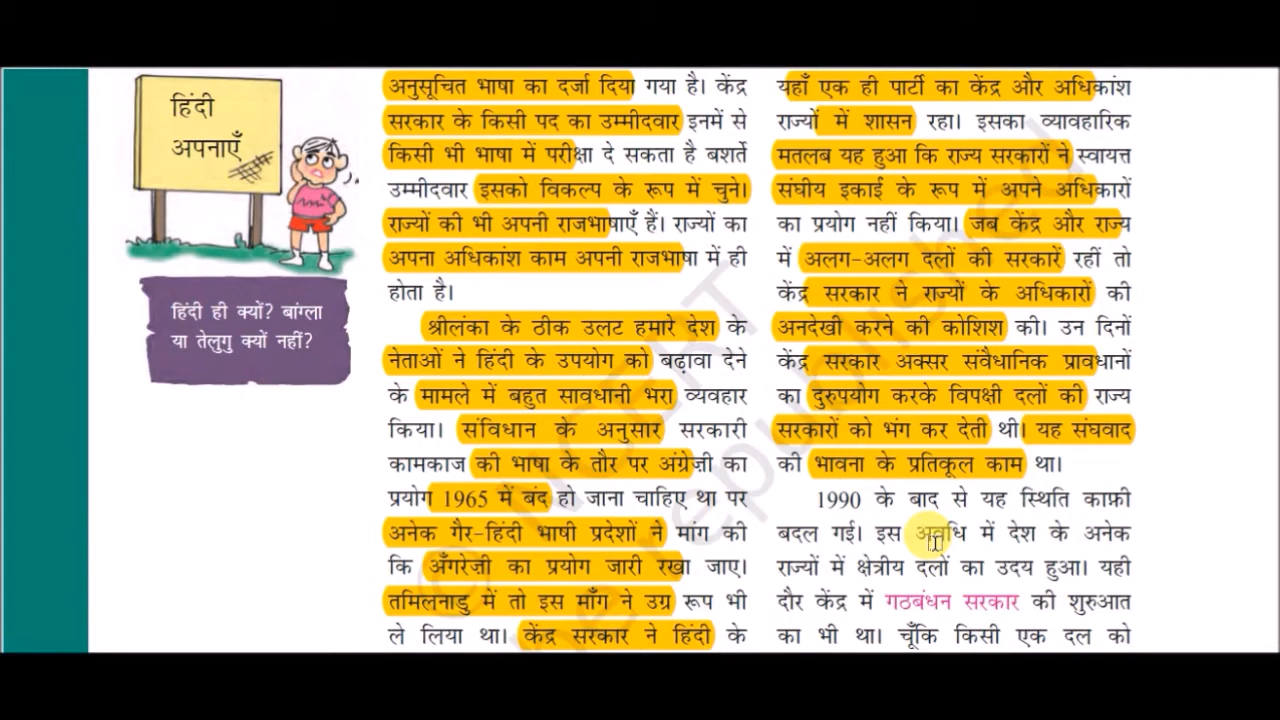 हिंदी
अपनाएँ
हिंदी ही क्यों? बांग्ला
या तेलुगु क्यों नहीं?
अनुसूचित भाषा का दर्जा दिया गया है। केंद्र
सरकार के किसी पद का उम्मीदवार इनमें से
किसी भी भाषा में परीक्षा दे सकता है बशर्ते
उम्मीदवार इसको विकल्प के रूप में चुने।
राज्यों की भी अपनी राजभाषाएँ हैं। राज्यों का
अपना अधिकांश काम अपनी राजभाषा में ही
होता है।
श्रीलंका के ठीक उलट हमारे देश के
नेताओं ने हिंदी के उपयोग को बढ़ावा देने
के मामले में बहुत सावधानी भरा व्यवहार
किया। संविधान के अनुसार सरकारी
कामकाज की भाषा के तौर पर अंग्रेज़ी का
प्रयोग 1965 में बंद हो जाना चाहिए था पर
अनेक गैर-हिंदी भाषी प्रदेशों ने मांग की
कि अँगरेज़ी का प्रयोग जारी रखा जाए।
तमिलनाडु में तो इस माँग ने उग्र रूप भी
ले लिया था। केंद्र सरकार ने हिंदी के
यहाँ एक ही पार्टी का केंद्र और अधिकांश
राज्यों में शासन रहा। इसका व्यावहारिक
मतलब यह हुआ कि राज्य सरकारों ने स्वायत्त
संघीय इकाई के रूप में अपने अधिकारों
का प्रयोग नहीं किया। जब केंद्र और राज्य
में अलग-अलग दलों की सरकारें रहीं तो
केंद्र सरकार ने राज्यों के अधिकारों की
अनदेखी करने की कोशिश की। उन दिनों
केंद्र सरकार अक्सर संवैधानिक प्रावधानों
का दुरुपयोग करके विपक्षी दलों की राज्य
सरकारों को भंग कर देती थी। यह संघवाद
की भावना के प्रतिकूल काम था।
1990 के बाद से यह स्थिति काफ़ी
बदल गई। इस अवधि में देश के अनेक
राज्यों में क्षेत्रीय दलों का उदय हुआ। यही
दौर केंद्र में गठबंधन सरकार की शुरुआत
का भी था। चूँकि किसी एक दल को
© NCERT
be republished